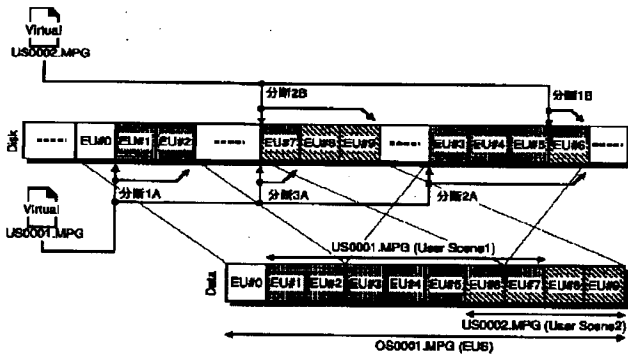 Virtual
US0002.MPG
分断2B
分断1B
Disk
EU#0
EU#1
EU#2
EU#7
EU#8
EU#9
EU#3
EU#4
EU#5
EU#6
分断1A
分断3A
分断2A
Virtual
US0001.MPG
US0001.MPG (User Scene1)
Data
EU#0
EU#1
EU#2
EU#3
EU#4
EU#5
EU#6
EU#7
EU#8
EU#9
US0002.MPG (User Scene2)
OS0001.MPG (EUS)